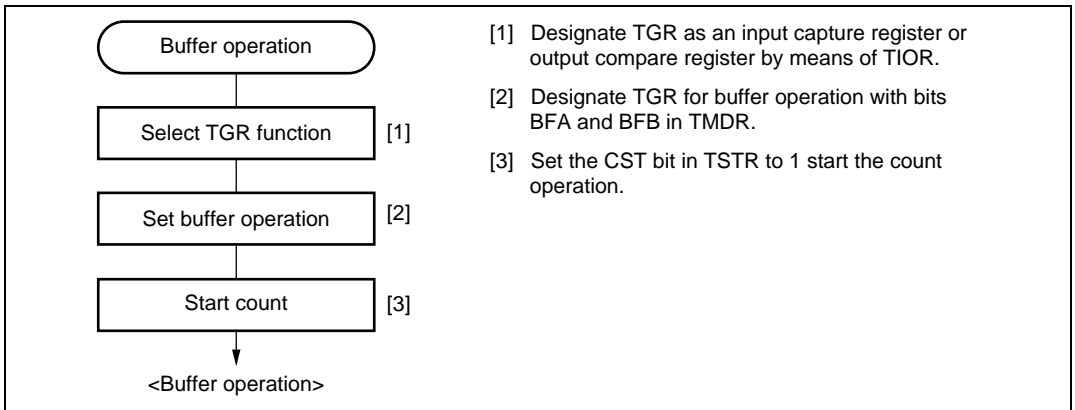 Buffer operation
Select TGR function
[1]
Set buffer operation
[2]
Start count
[3]
<Buffer operation>
[1] Designate TGR as an input capture register or
output compare register by means of TIOR.
[2] Designate TGR for buffer operation with bits
BFA and BFB in TMDR.
[3] Set the CST bit in TSTR to 1 start the count
operation.